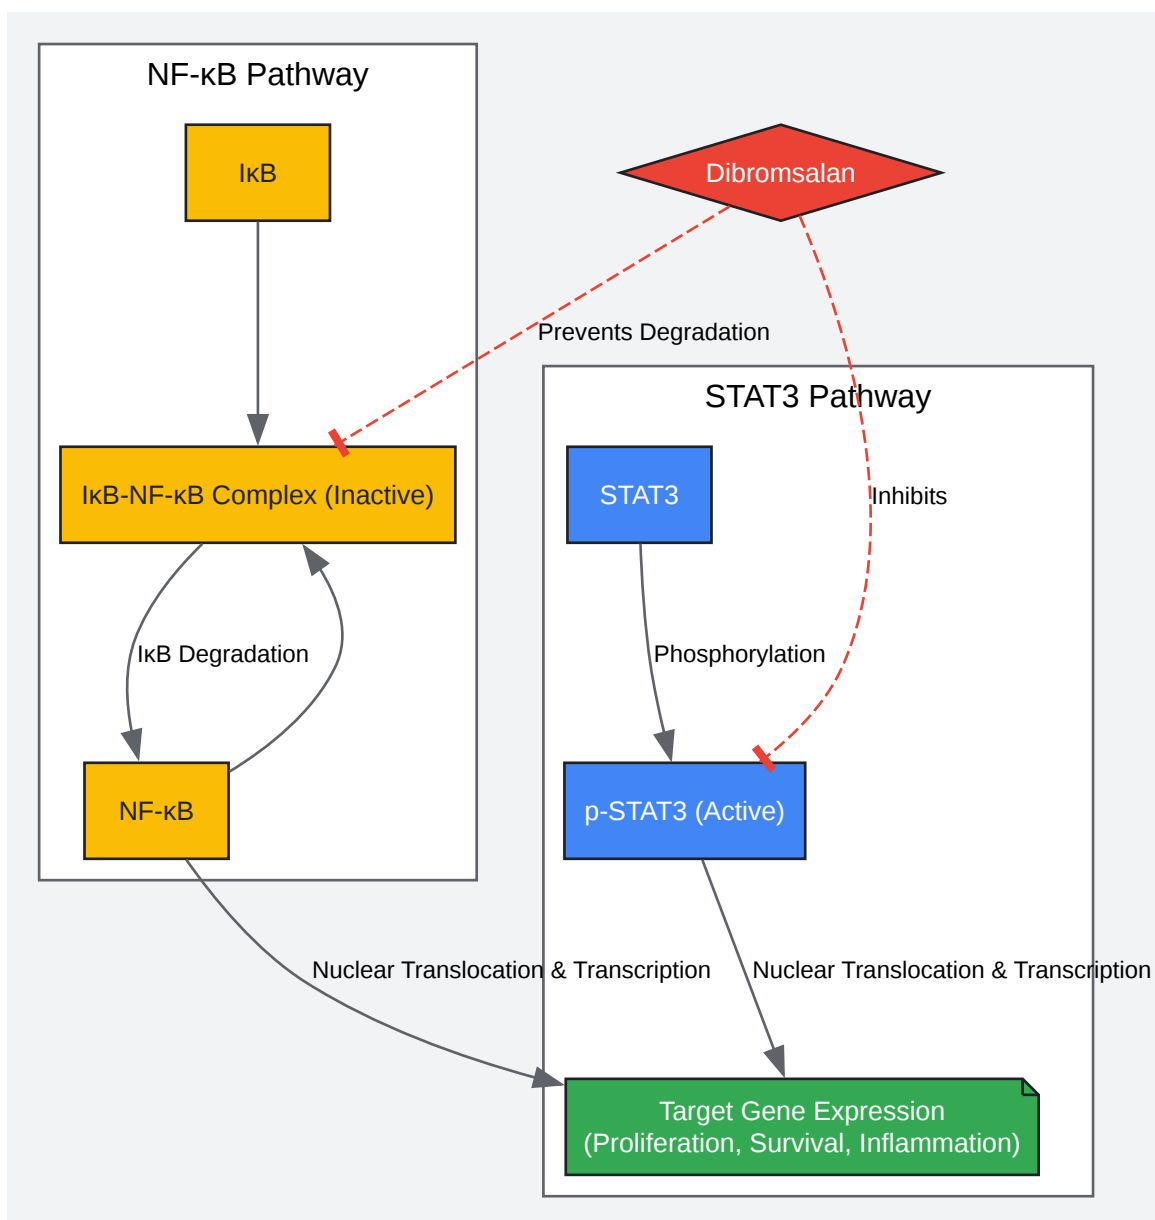 NF-κB Pathway
IκB
Dibromsalan
Prevents Degradation
STAT3 Pathway
IκB-NF-κB Complex (Inactive)
STAT3
Inhibits
IκB Degradation
Phosphorylation
NF-κB
p-STAT3 (Active)
Nuclear Translocation & Transcription
Nuclear Translocation & Transcription
Target Gene Expression
(Proliferation, Survival, Inflammation)